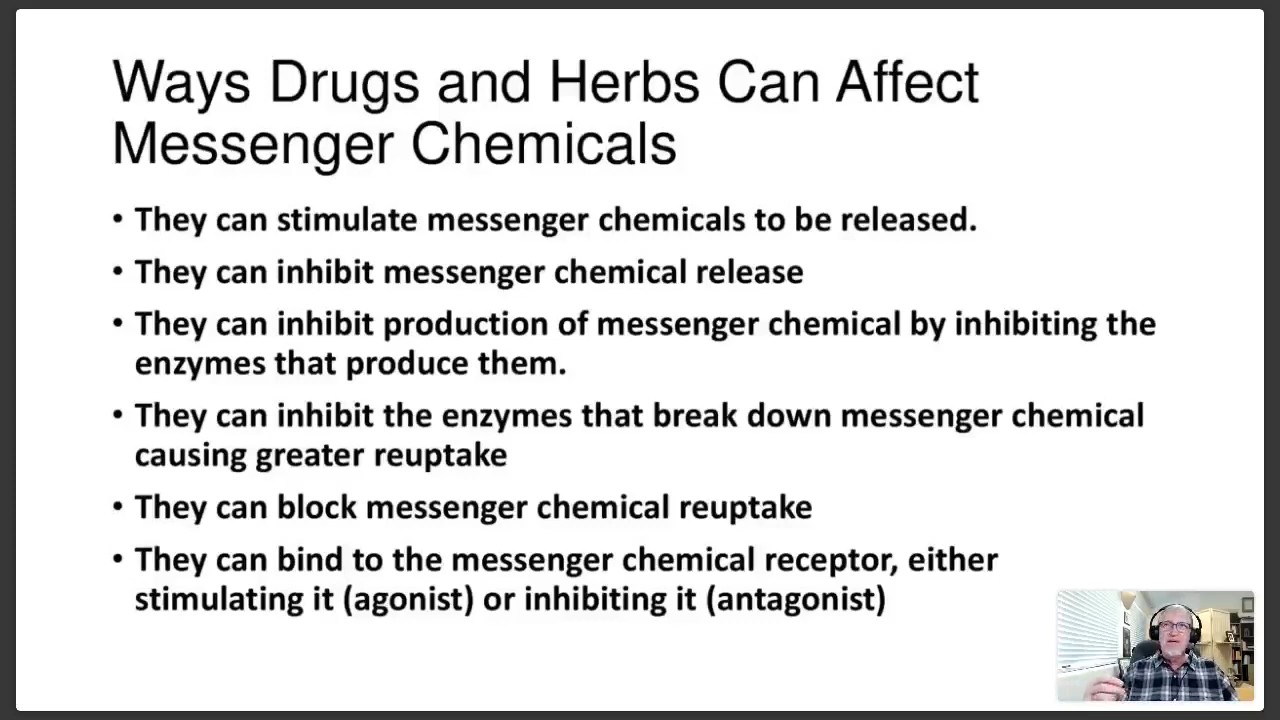 Ways Drugs and Herbs Can Affect
Messenger Chemicals
• They can stimulate messenger chemicals to be released.
• They can inhibit messenger chemical release
• They can inhibit production of messenger chemical by inhibiting the
enzymes that produce them.
• They can inhibit the enzymes that break down messenger chemical
causing greater reuptake
• They can block messenger chemical reuptake
• They can bind to the messenger chemical receptor, either
stimulating it (agonist) or inhibiting it (antagonist)